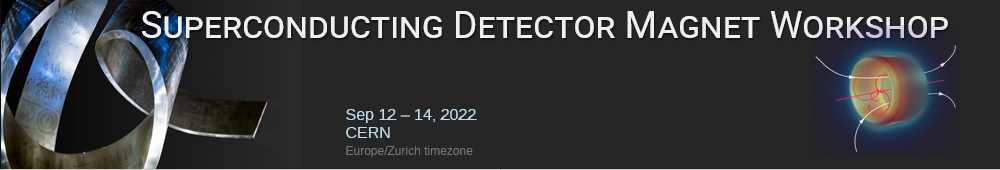 Superconducting Detector Magnet Workshop
Sep 12 – 14, 2022
CERN
Europe/Zurich timezone